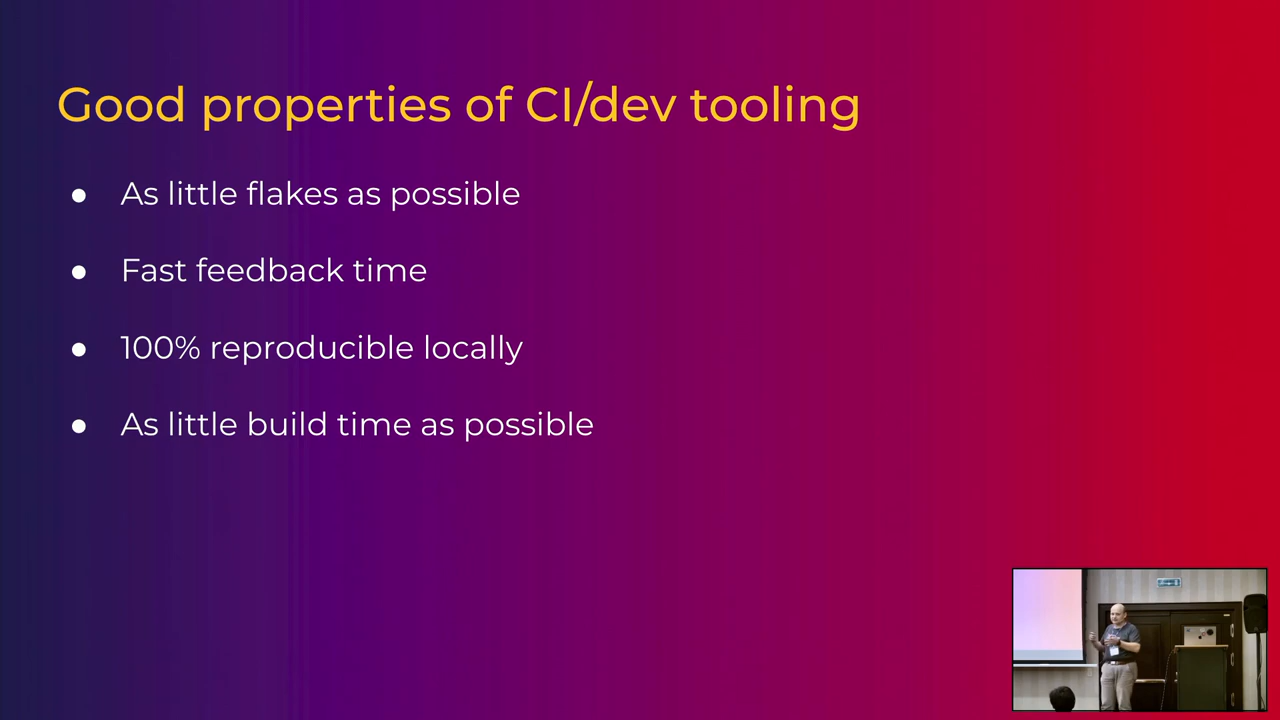 Good properties of CI/dev tooling
● As little flakes as possible
● Fast feedback time
● 100% reproducible locally
● As little build time as possible